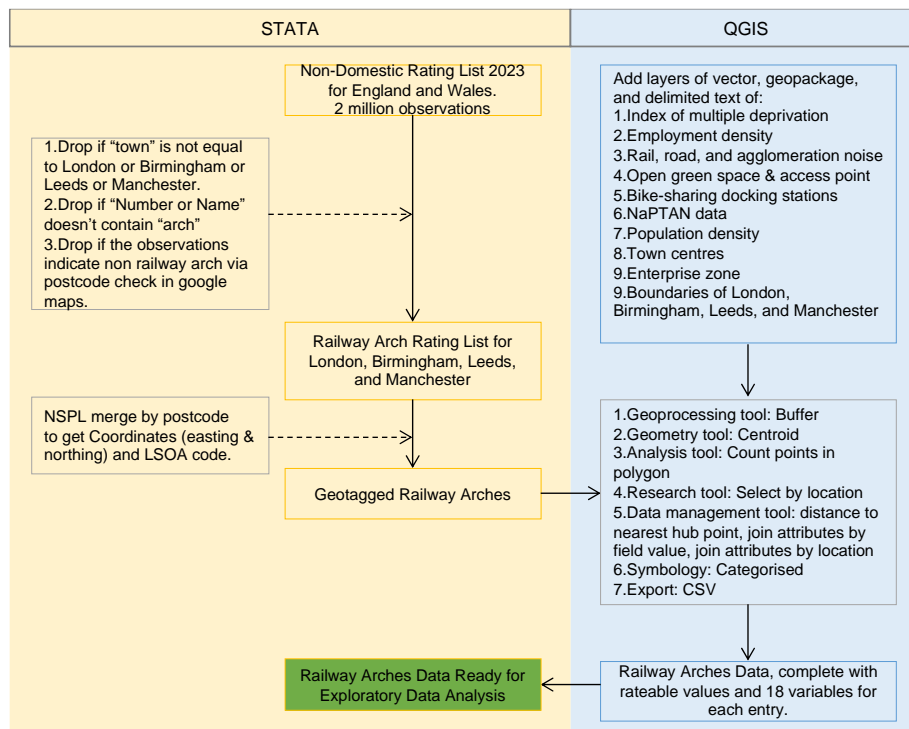 STATA
QGIS
Non-Domestic Rating List 2023
for England and Wales.
2 million observations
1.Drop if “town” is not equal
to London or Birmingham or
Leeds or Manchester.
2.Drop if “Number or Name”
doesn’t contain “arch”
3.Drop if the observations
indicate non railway arch via
postcode check in google
maps.
Railway Arch Rating List for
London, Birmingham, Leeds,
and Manchester
NSPL merge by postcode
to get Coordinates (easting &
northing) and LSOA code.
Geotagged Railway Arches
Add layers of vector, geopackage,
and delimited text of:
1.Index of multiple deprivation
2.Employment density
3.Rail, road, and agglomeration noise
4.Open green space & access point
5.Bike-sharing docking stations
6.NaPTAN data
7.Population density
8.Town centres
9.Enterprise zone
9.Boundaries of London,
Birmingham, Leeds, and Manchester
1.Geoprocessing tool: Buffer
2.Geometry tool: Centroid
3.Analysis tool: Count points in
polygon
4.Research tool: Select by location
5.Data management tool: distance to
nearest hub point, join attributes by
field value, join attributes by location
6.Symbology: Categorised
7.Export: CSV
Railway Arches Data, complete with
rateable values and 18 variables for
each entry.
Railway Arches Data Ready for
Exploratory Data Analysis